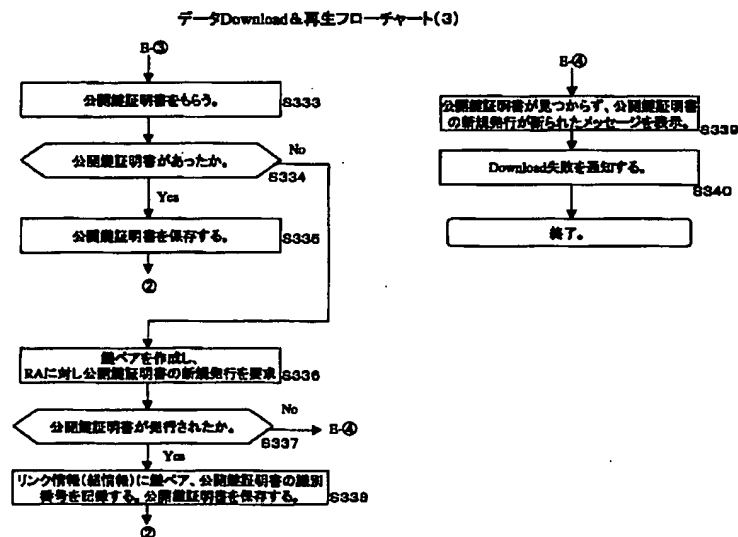 データDownload&再生フローチャート(3)
E-③
公開鍵証明書をもらう。
S333
公開鍵証明書があったか。
No
S334
Yes
公開鍵証明書を保存する。
S335
②
鍵ペアを作成し、
RAに対し公開鍵証明書の新規発行を要求
S336
公開鍵証明書が発行されたか。
No
E-④
S337
Yes
リンク情報(組情報)に鍵ペア、公開鍵証明書の識別
番号を記録する。公開鍵証明書を保存する。
S339
②
E-④
公開鍵証明書が見つからず、公開鍵証明書
の新規発行が断られたメッセージを表示。
S339
Download失敗を通知する。
S340
終了。